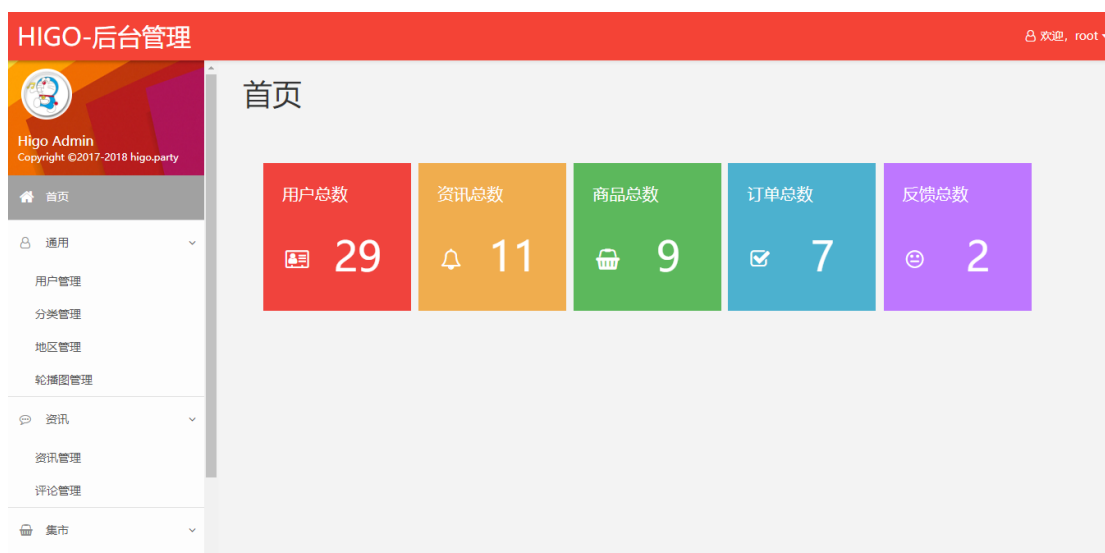 HIGO-后台管理
欢迎，root
Higo Admin
Copyright ©2017-2018 higo.party
首页
通用
用户管理
分类管理
地区管理
轮播图管理
资讯
资讯管理
评论管理
集市
首页
用户总数
29
资讯总数
11
商品总数
9
订单总数
7
反馈总数
2